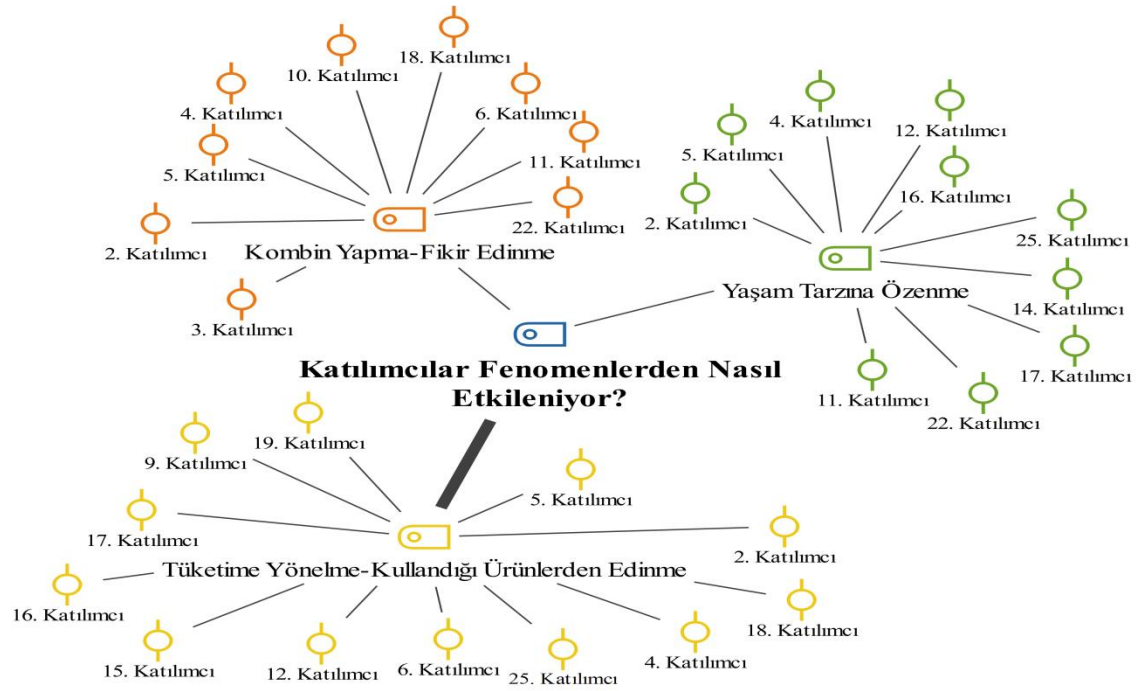 18. Katılımcı
10. Katılımcı
4. Katılımcı
6. Katılımcı
5. Katılımcı
11. Katılımcı
2. Katılımcı
22. Katılımcı
Kombin Yapma-Fikir Edinme
3. Katılımcı
4. Katılımcı
12. Katılımcı
5. Katılımcı
16. Katılımcı
2. Katılımcı
25. Katılımcı
Yaşam Tarzına Özenme
14. Katılımcı
17. Katılımcı
11. Katılımcı
22. Katılımcı
Katılımcılar Fenomenlerden Nasıl
Etkileniyor?
19. Katılımcı
9. Katılımcı
5. Katılımcı
17. Katılımcı
2. Katılımcı
Tüketime Yönelme-Kullandığı Ürünlerden Edinme
16. Katılımcı
18. Katılımcı
15. Katılımcı
12. Katılımcı
6. Katılımcı
25. Katılımcı
4. Katılımcı